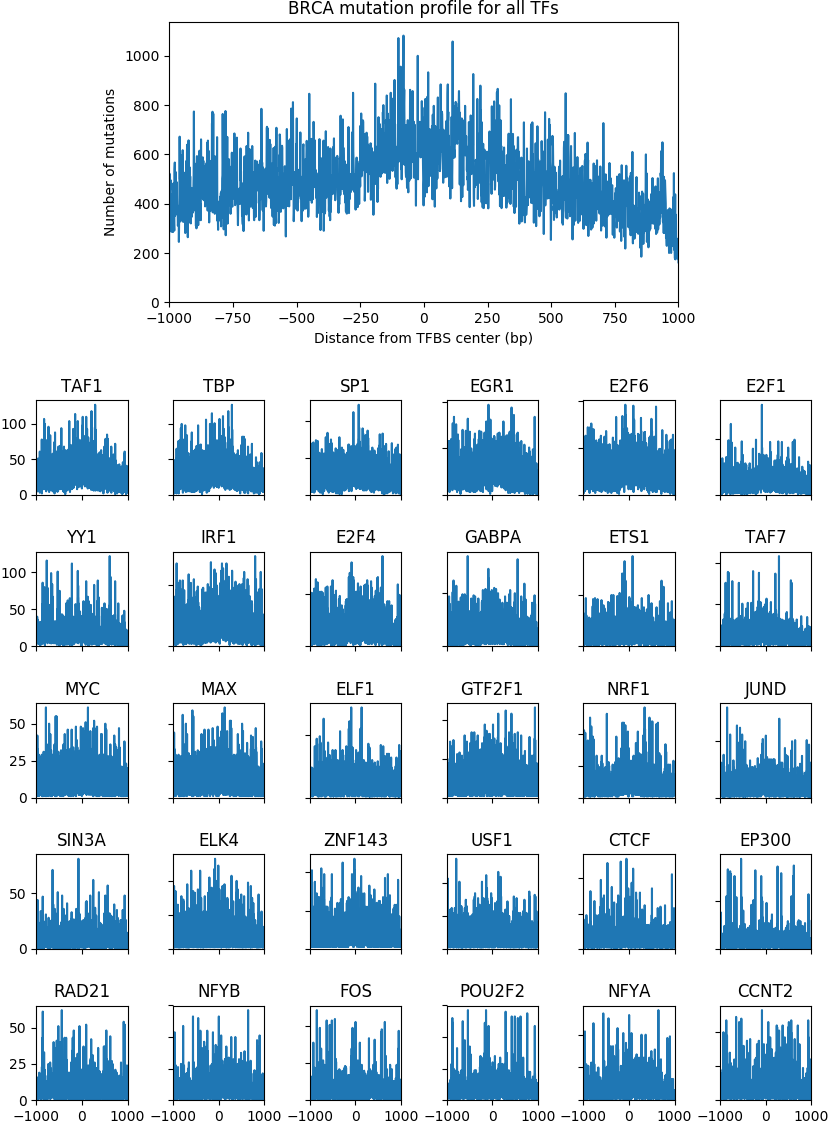 BRCA mutation profile for all TFs
1000
800
600
400
200
0
Number of mutations
−1000 −750 −500 −250 0 250 500 750 1000
Distance from TFBS center (bp)
TAF1 TBP SP1 EGR1 E2F6 E2F1
100
50
0
YY1 IRF1 E2F4 GABPA ETS1 TAF7
100
50
0
MYC MAX ELF1 GTF2F1 NRF1 JUND
50
25
0
SIN3A ELK4 ZNF143 USF1 CTCF EP300
50
0
RAD21 NFYB FOS POU2F2 NFYA CCNT2
50
25
0
−1000 0 1000 −1000 0 1000 −1000 0 1000 −1000 0 1000 −1000 0 1000 −1000 0 1000